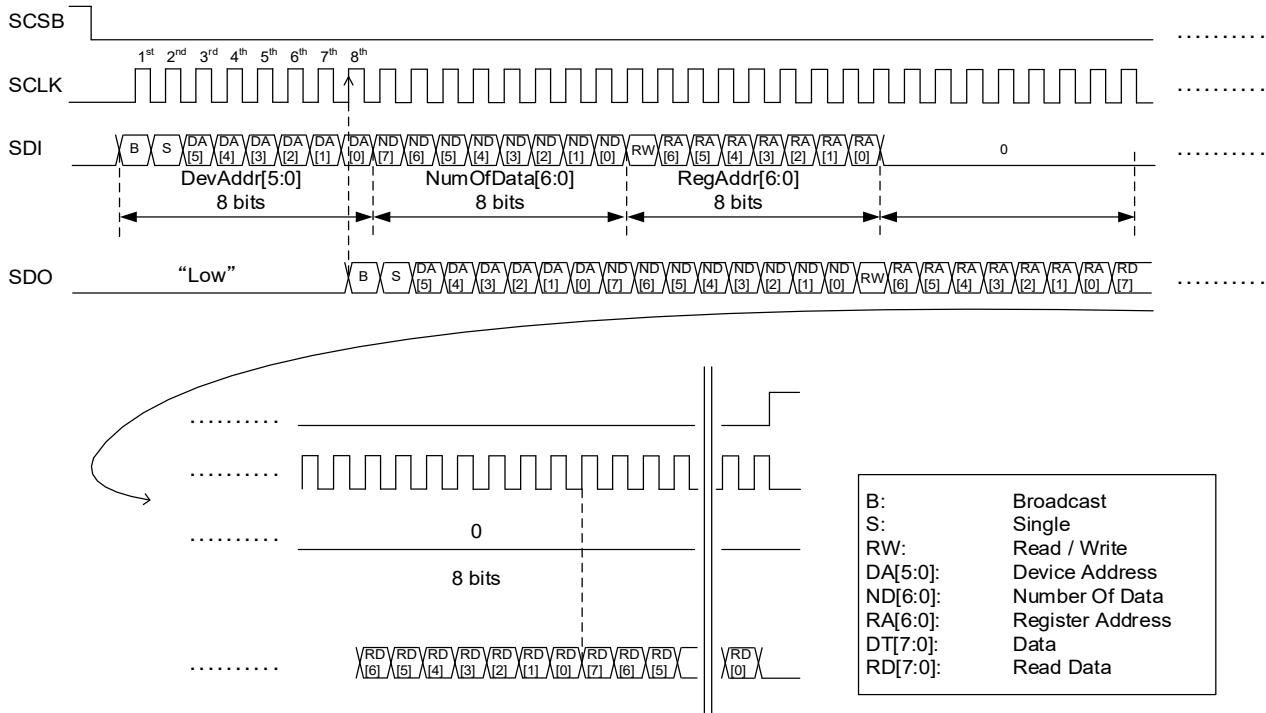 SCSB
..........
1st 2nd 3rd 4th 5th 6th 7th 8th
SCLK
..........
SDI B S DA[5] DA[4] DA[3] DA[2] DA[1] DA[0] ND[7] ND[6] ND[5] ND[4] ND[3] ND[2] ND[1] ND[0] RW RA[6] RA[5] RA[4] RA[3] RA[2] RA[1] RA[0] 0
..........
DevAddr[5:0] NumOfData[6:0] RegAddr[6:0]
8 bits 8 bits 8 bits
SDO "Low" B S DA[5] DA[4] DA[3] DA[2] DA[1] DA[0] ND[7] ND[6] ND[5] ND[4] ND[3] ND[2] ND[1] ND[0] RW RA[6] RA[5] RA[4] RA[3] RA[2] RA[1] RA[0] RD[7]
..........
..........
..........
.......... 0
8 bits
.......... RD[6] RD[5] RD[4] RD[3] RD[2] RD[1] RD[0] RD[7] RD[6] RD[5] RD[0]
B: Broadcast
S: Single
RW: Read / Write
DA[5:0]: Device Address
ND[6:0]: Number Of Data
RA[6:0]: Register Address
DT[7:0]: Data
RD[7:0]: Read Data